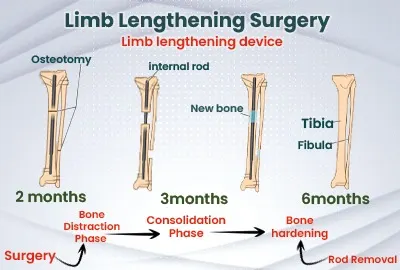 Limb Lengthening Surgery
Limb lengthening device
Osteotomy
internal rod
New bone
Tibia
Fibula
2 months
3months
6months
Bone
Distraction
Phase
Consolidation
Phase
Bone
hardening
Surgery
Rod Removal